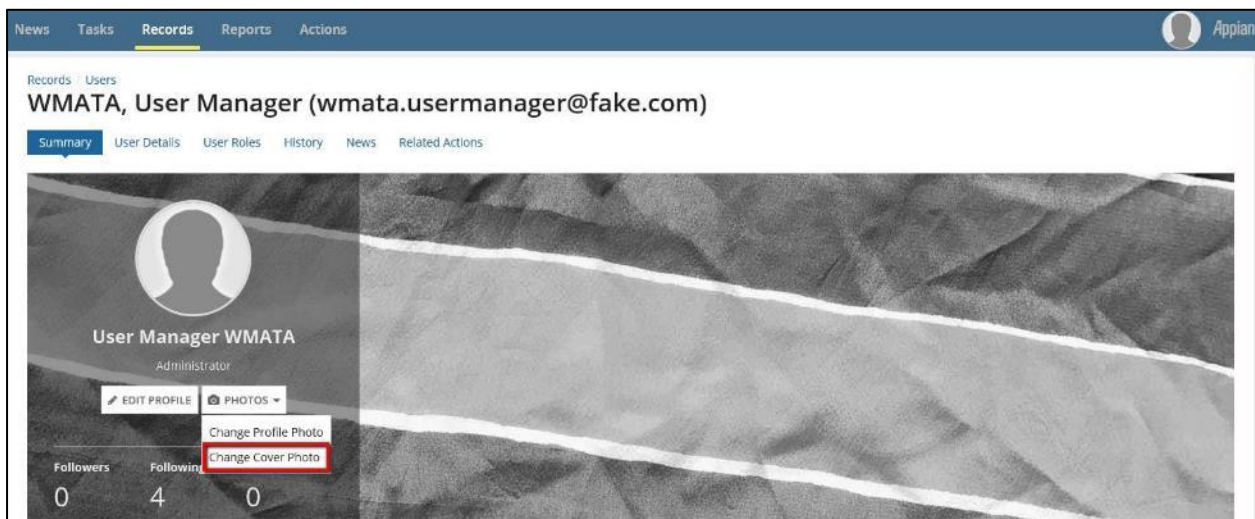 News Tasks Records Reports Actions Appian
Records Users
WMATA, User Manager (wmata.usermanager@fake.com)
Summary User Details User Roles History News Related Actions
User Manager WMATA
Administrator
EDIT PROFILE PHOTOS
Change Profile Photo
Change Cover Photo
Followers Following
0 4 0